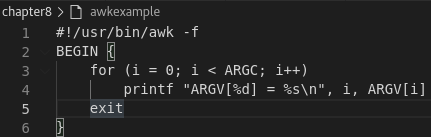 chapter8 > awkexample
1 #!/usr/bin/awk -f
2 BEGIN {
3     for (i = 0; i < ARGC; i++)
4         printf "ARGV[%d] = %s\n", i, ARGV[i]
5     exit
6 }